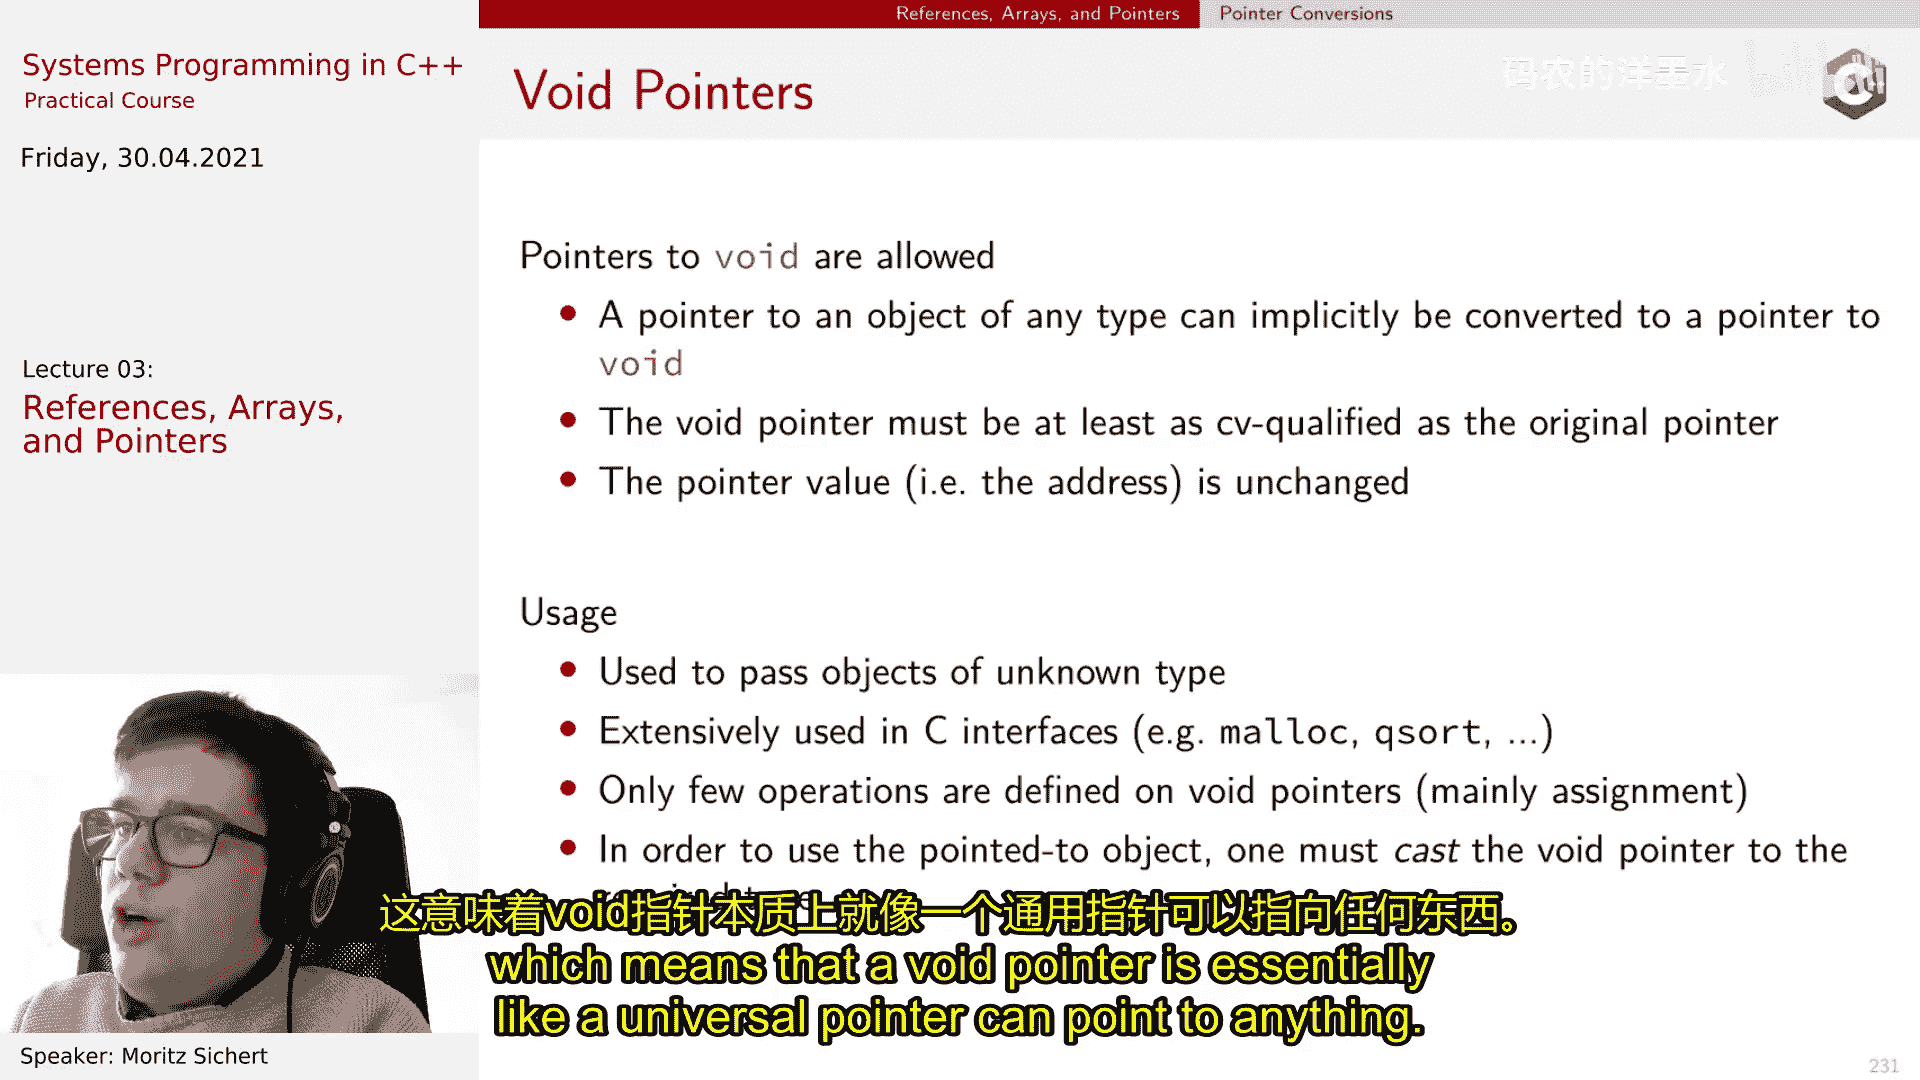 References, Arrays, and Pointers
Pointer Conversions
Systems Programming in C++
Practical Course
Friday, 30.04.2021
Lecture 03:
References, Arrays,
and Pointers
Speaker: Moritz Sichert
Void Pointers
码农的洋墨水
Pointers to void are allowed
A pointer to an object of any type can implicitly be converted to a pointer to
void
The void pointer must be at least as cv-qualified as the original pointer
The pointer value (i.e. the address) is unchanged
Usage
Used to pass objects of unknown type
Extensively used in C interfaces (e.g. malloc, qsort, ...)
Only few operations are defined on void pointers (mainly assignment)
In order to use the pointed-to object, one must cast the void pointer to the
这意味着void指针本质上就像一个通用指针可以指向任何东西。
which means that a void pointer is essentially
like a universal pointer can point to anything.
231